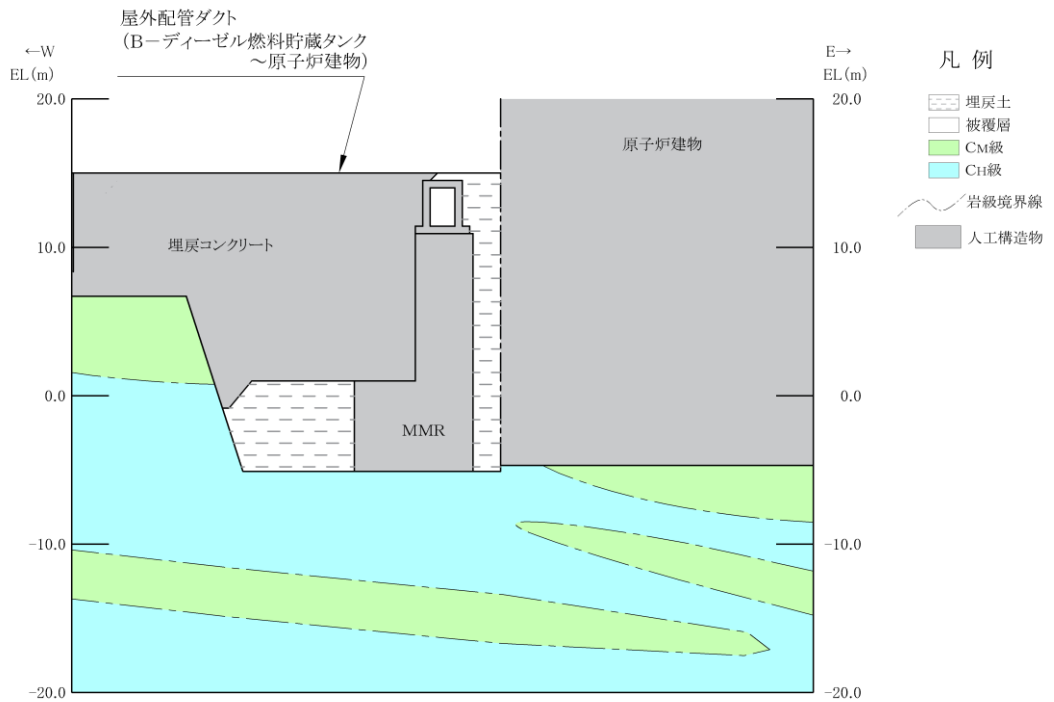 屋外配管ダクト
(B-ディーゼル燃料貯蔵タンク
~原子炉建物)
←W
EL(m)
E→
EL(m)
凡 例
20.0
20.0
埋戻土
被覆層
CM級
CH級
岩級境界線
人工構造物
原子炉建物
埋戻コンクリート
10.0
10.0
0.0
0.0
MMR
-10.0
-10.0
-20.0
-20.0